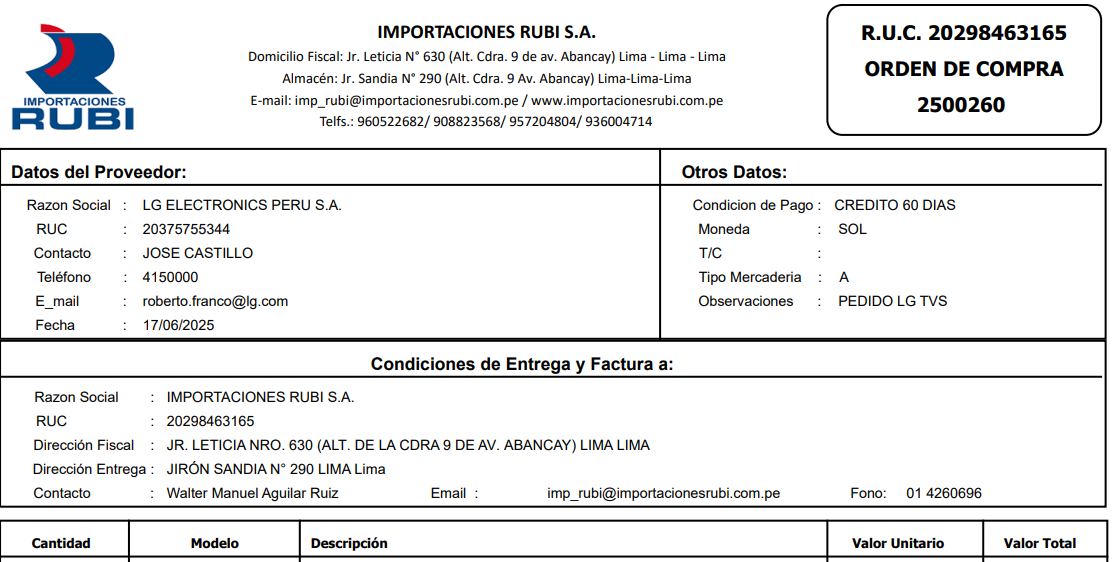 IMPORTACIONES
RUBI
IMPORTACIONES RUBI S.A.
Domicilio Fiscal: Jr. Leticia N° 630 (Alt. Cdra. 9 de av. Abancay) Lima - Lima - Lima
Almacén: Jr. Sandia N° 290 (Alt. Cdra. 9 Av. Abancay) Lima-Lima-Lima
E-mail: imp_rubi@importacionesrubi.com.pe / www.importacionesrubi.com.pe
Telfs.: 960522682/ 908823568/ 957204804/ 936004714
R.U.C. 20298463165
ORDEN DE COMPRA
2500260
Datos del Proveedor:
Razon Social : LG ELECTRONICS PERU S.A.
RUC : 20375755344
Contacto : JOSE CASTILLO
Teléfono : 4150000
E_mail : roberto.franco@lg.com
Fecha : 17/06/2025
Otros Datos:
Condicion de Pago : CREDITO 60 DIAS
Moneda : SOL
T/C :
Tipo Mercaderia : A
Observaciones : PEDIDO LG TVS
Condiciones de Entrega y Factura a:
Razon Social : IMPORTACIONES RUBI S.A.
RUC : 20298463165
Dirección Fiscal : JR. LETICIA NRO. 630 (ALT. DE LA CDRA 9 DE AV. ABANCAY) LIMA LIMA
Dirección Entrega : JIRÓN SANDIA N° 290 LIMA Lima
Contacto : Walter Manuel Aguilar Ruiz Email : imp_rubi@importacionesrubi.com.pe Fono: 01 4260696
Cantidad Modelo Descripción Valor Unitario Valor Total